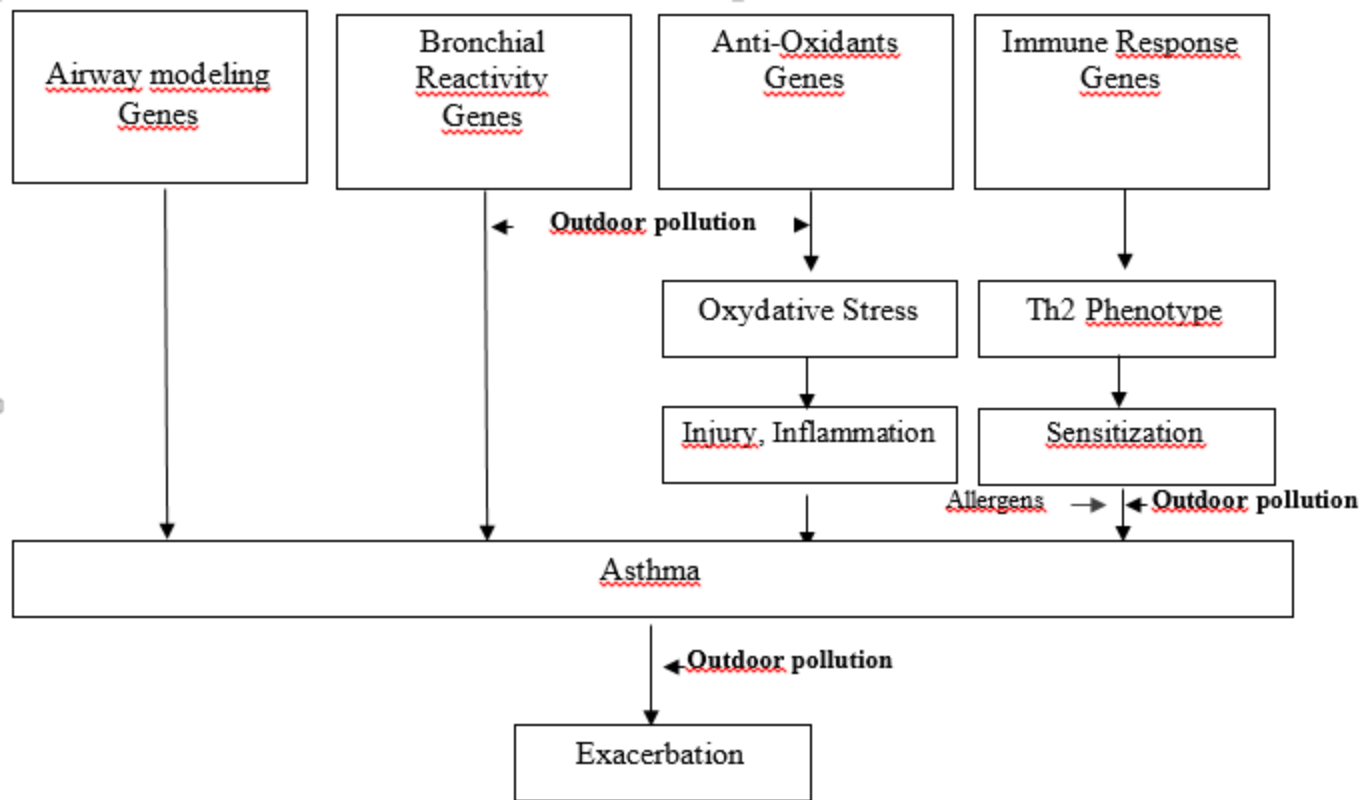 Airway modeling
Genes
Bronchial
Reactivity
Genes
Anti-Oxidants
Genes
Immune Response
Genes
Outdoor pollution
Oxydative Stress
Th2 Phenotype
Injury, Inflammation
Sensitization
Allergens
Outdoor pollution
Asthma
Outdoor pollution
Exacerbation